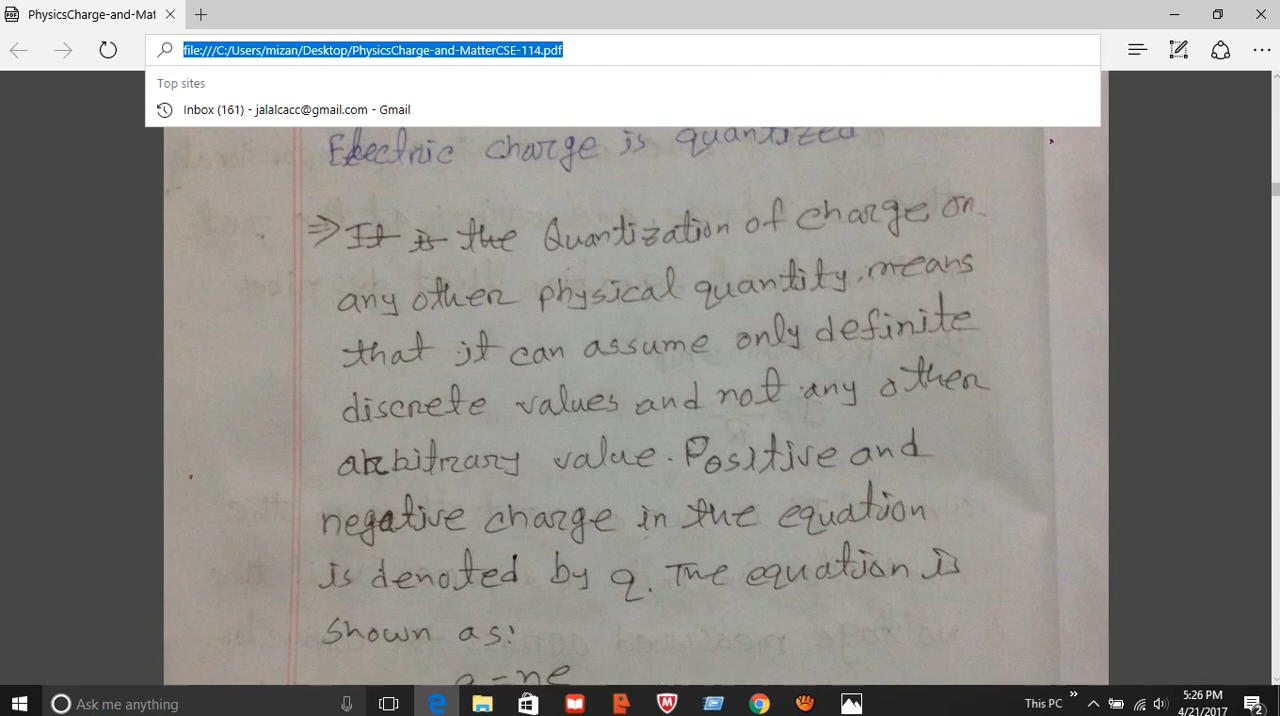 PhysicsCharge-and-Mat
file:///C:/Users/mizan/Desktop/PhysicsCharge-and-MatterCSE-114.pdf
Top sites
Inbox (161) - jalalcacc@gmail.com - Gmail
Electric charge is quantized
⇒ It is the Quantization of charge or
any other physical quantity means
that it can assume only definite
discrete values and not any other
arbitrary value. Positive and
negative charge in the equation
is denoted by q. The equation is
shown as:
q = ne
Ask me anything
This PC
5:26 PM
4/21/2017
2